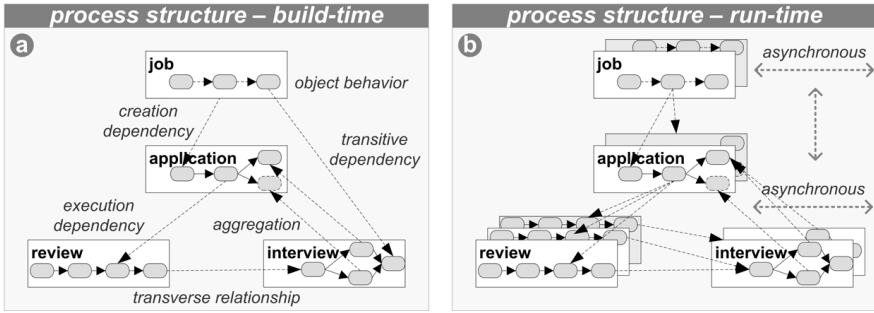 process structure – build-time
a
job
object behavior
creation
dependency
transitive
dependency
application
execution
dependency
aggregation
review
interview
transverse relationship
process structure – run-time
b
job
asynchronous
application
asynchronous
review
interview